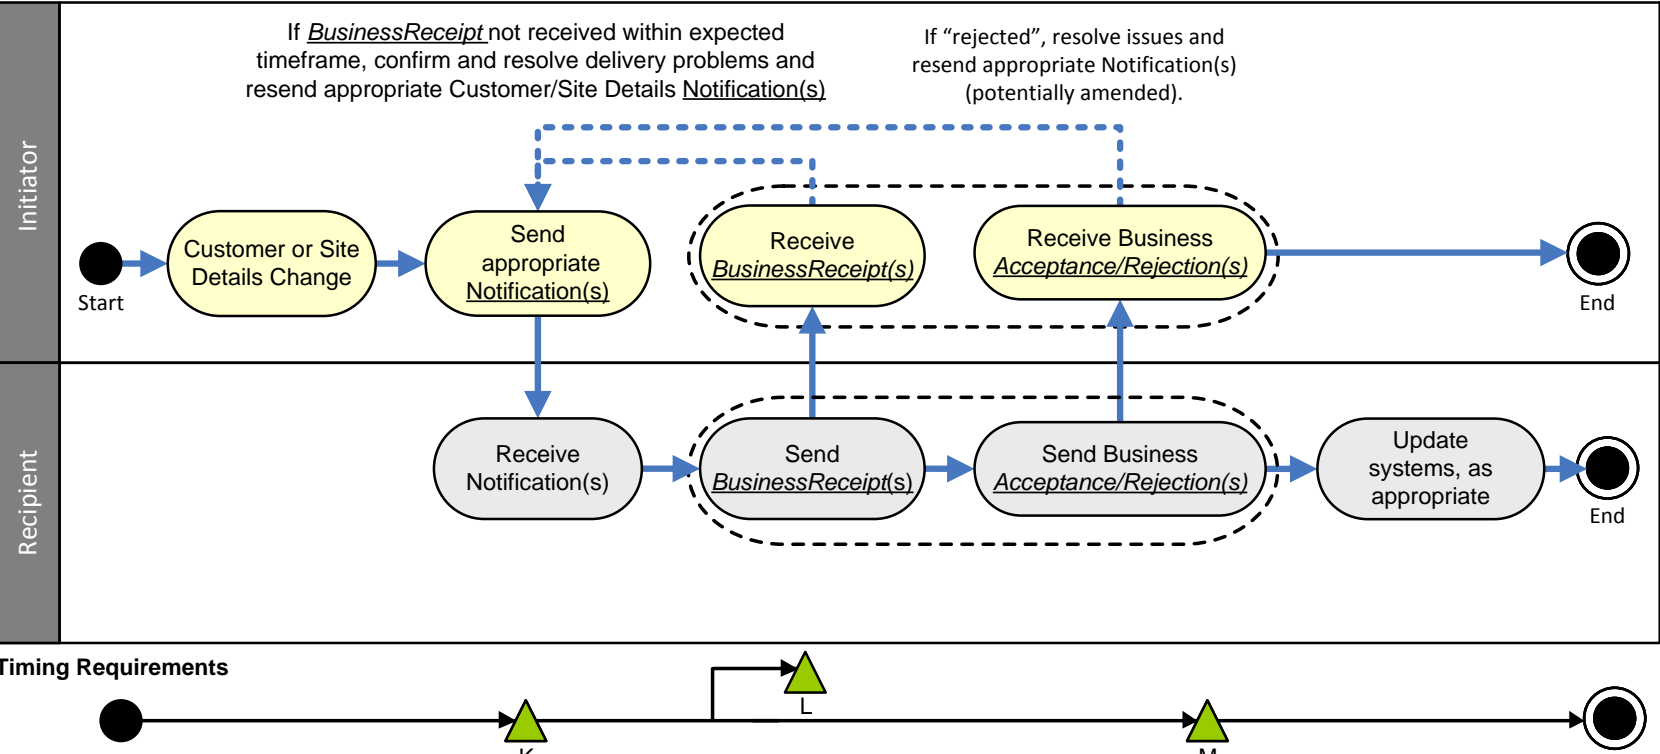 If BusinessReceipt not received within expected
timeframe, confirm and resolve delivery problems and
resend appropriate Customer/Site Details Notification(s)
If “rejected”, resolve issues and
resend appropriate Notification(s)
(potentially amended).
Initiator
Start
Customer or Site
Details Change
Send
appropriate
Notification(s)
Receive
BusinessReceipt(s)
Receive Business
Acceptance/Rejection(s)
End
Recipient
Receive
Notification(s)
Send
BusinessReceipt(s)
Send Business
Acceptance/Rejection(s)
Update
systems, as
appropriate
End
Timing Requirements
L
K
M